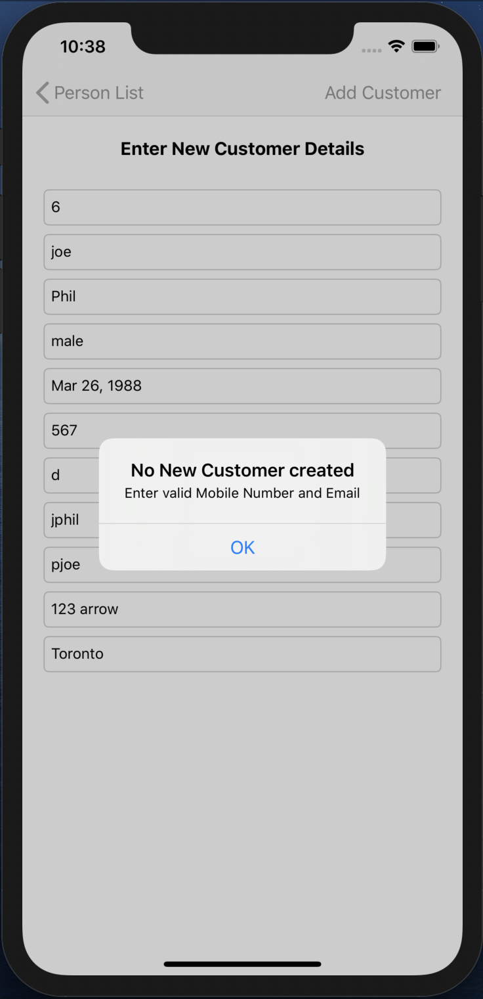 10:38
Person List Add Customer
Enter New Customer Details
6
joe
Phil
male
Mar 26, 1988
567
d
No New Customer created
Enter valid Mobile Number and Email
jphil
OK
pjoe
123 arrow
Toronto